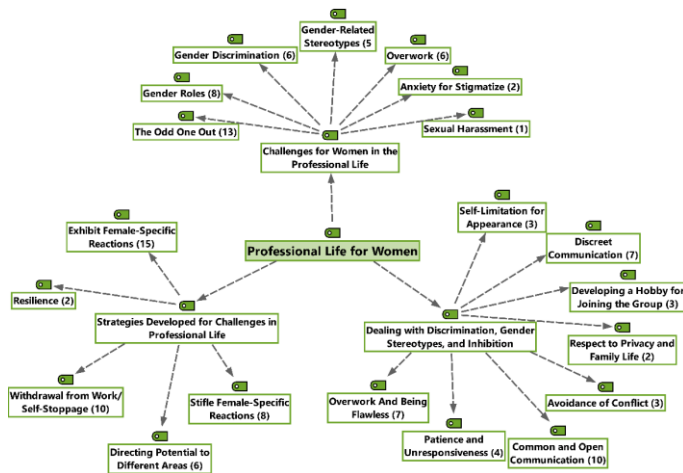 Gender-Related
Stereotypes (5
Gender Discrimination (6)
Overwork (6)
Anxiety for Stigmatize (2)
Gender Roles (8)
The Odd One Out (13)
Sexual Harassment (1)
Challenges for Women in the
Professional Life
Professional Life for Women
Exhibit Female-Specific
Reactions (15)
Resilience (2)
Strategies Developed for Challenges in
Professional Life
Withdrawal from Work/
Self-Stoppage (10)
Stifle Female-Specific
Reactions (8)
Directing Potential to
Different Areas (6)
Self-Limitation for
Appearance (3)
Discreet
Communication (7)
Developing a Hobby for
Joining the Group (3)
Dealing with Discrimination, Gender
Stereotypes, and Inhibition
Respect to Privacy and
Family Life (2)
Avoidance of Conflict (3)
Overwork And Being
Flawless (7)
Patience and
Unresponsiveness (4)
Common and Open
Communication (10)